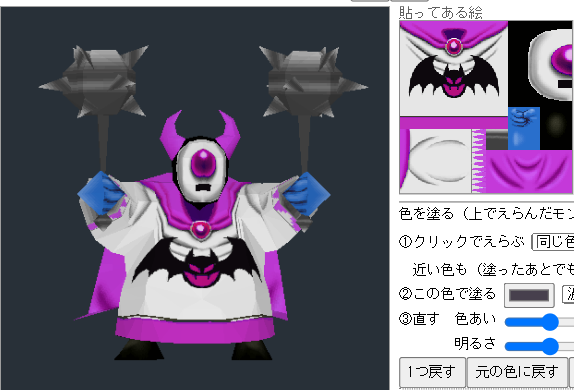 貼ってある絵
色を塗る（上でえらんだモン
①クリックでえらぶ 同じ色
近い色も（塗ったあとでも
②この色で塗る
③直す 色あい
明るさ
1つ戻す 元の色に戻す